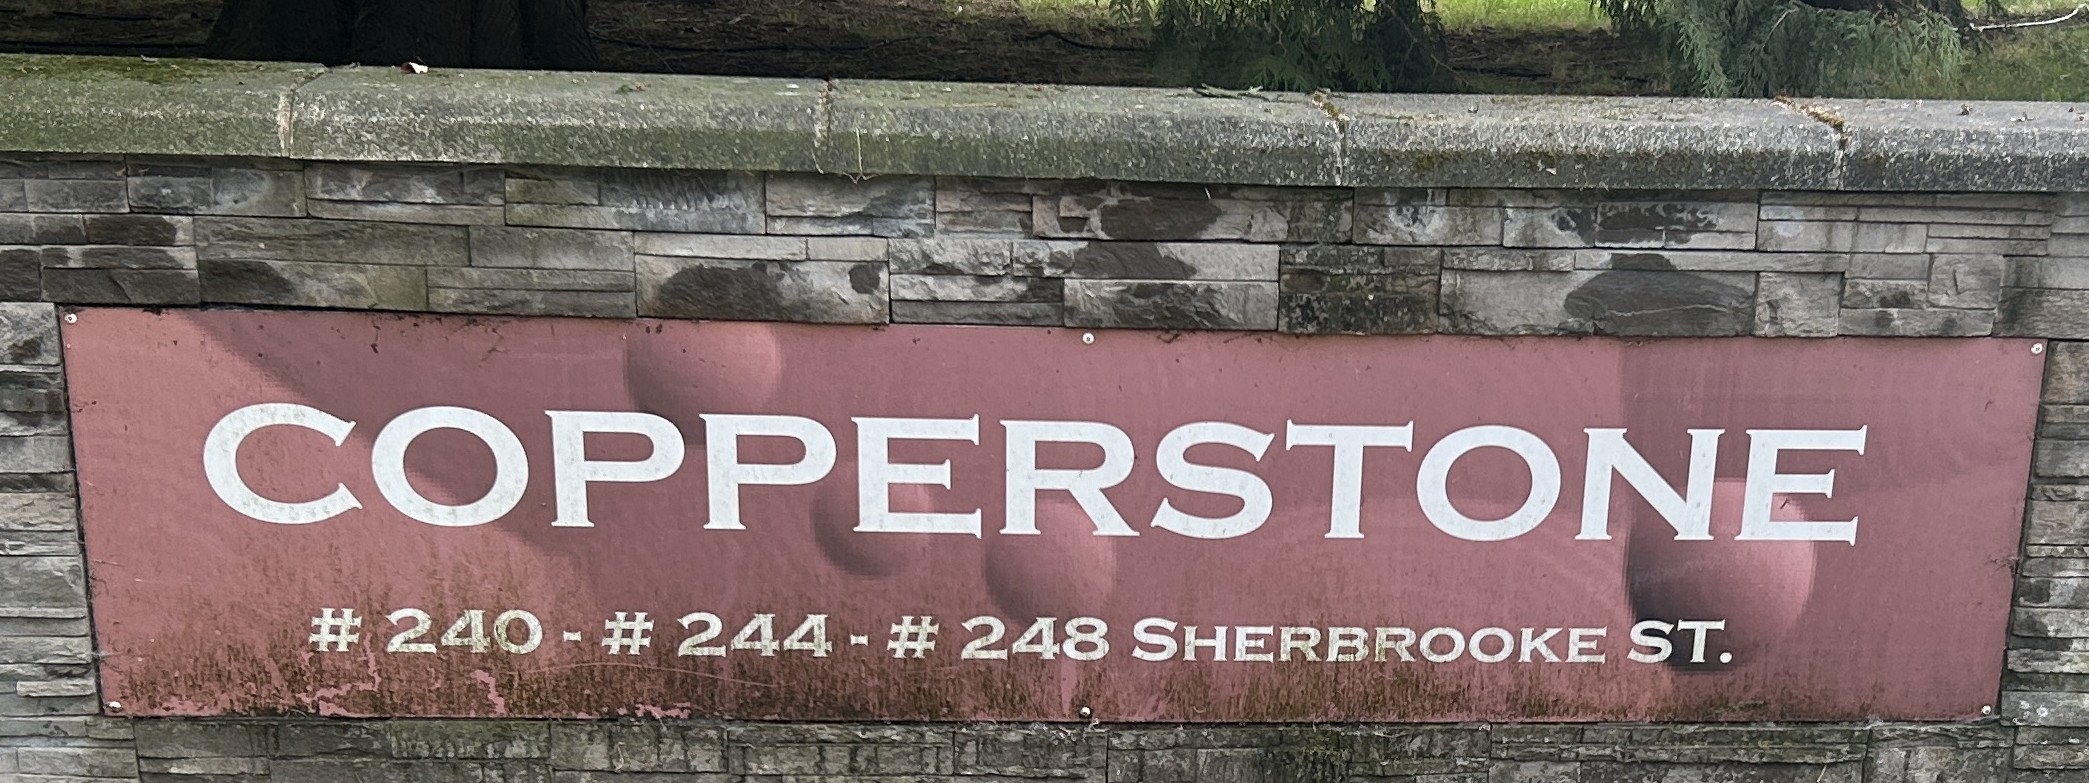 COPPERSTONE
# 240 - # 244 - # 248 SHERBROOKE ST.